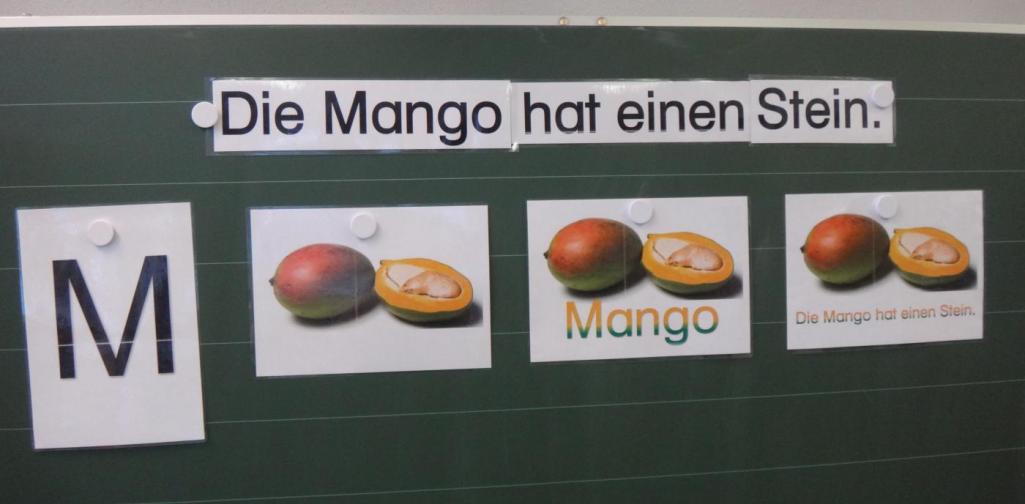 Die Mango hat einen Stein.
M
Mango
Die Mango hat einen Stein.